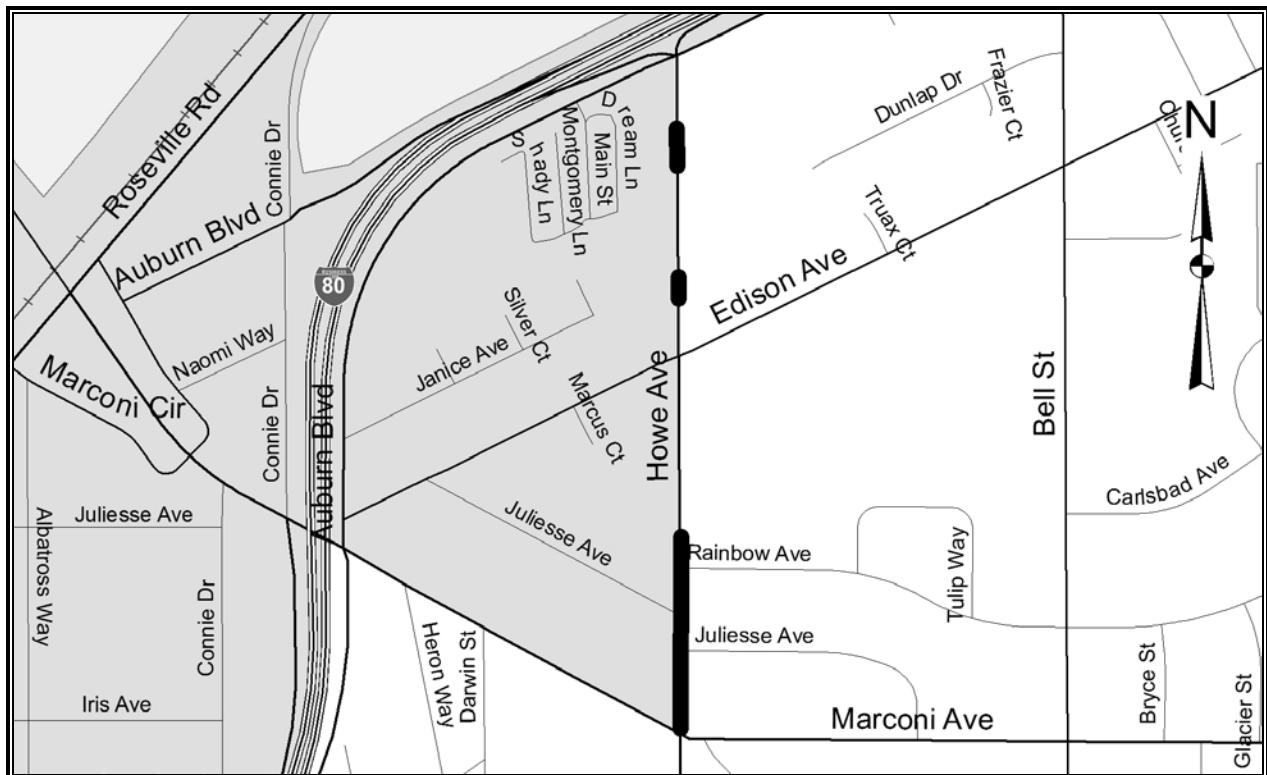 Roseville Rd
Connie Dr
Auburn Blvd
Dream Ln
Main St
Montgomery Ln
Shady Ln
Dunlap Dr
Frazier Ct
N
Truax Ct
Edison Ave
BUSINESS
80
Naomi Way
Silver Ct
Janice Ave
Marconi Cir
Connie Dr
Auburn Blvd
Marcus Ct
Howe Ave
Bell St
Carlsbad Ave
Albatross Way
Juliesse Ave
Juliesse Ave
Rainbow Ave
Tulip Way
Connie Dr
Heron Way
Darwin St
Juliesse Ave
Iris Ave
Marconi Ave
Bryce St
Glacier St